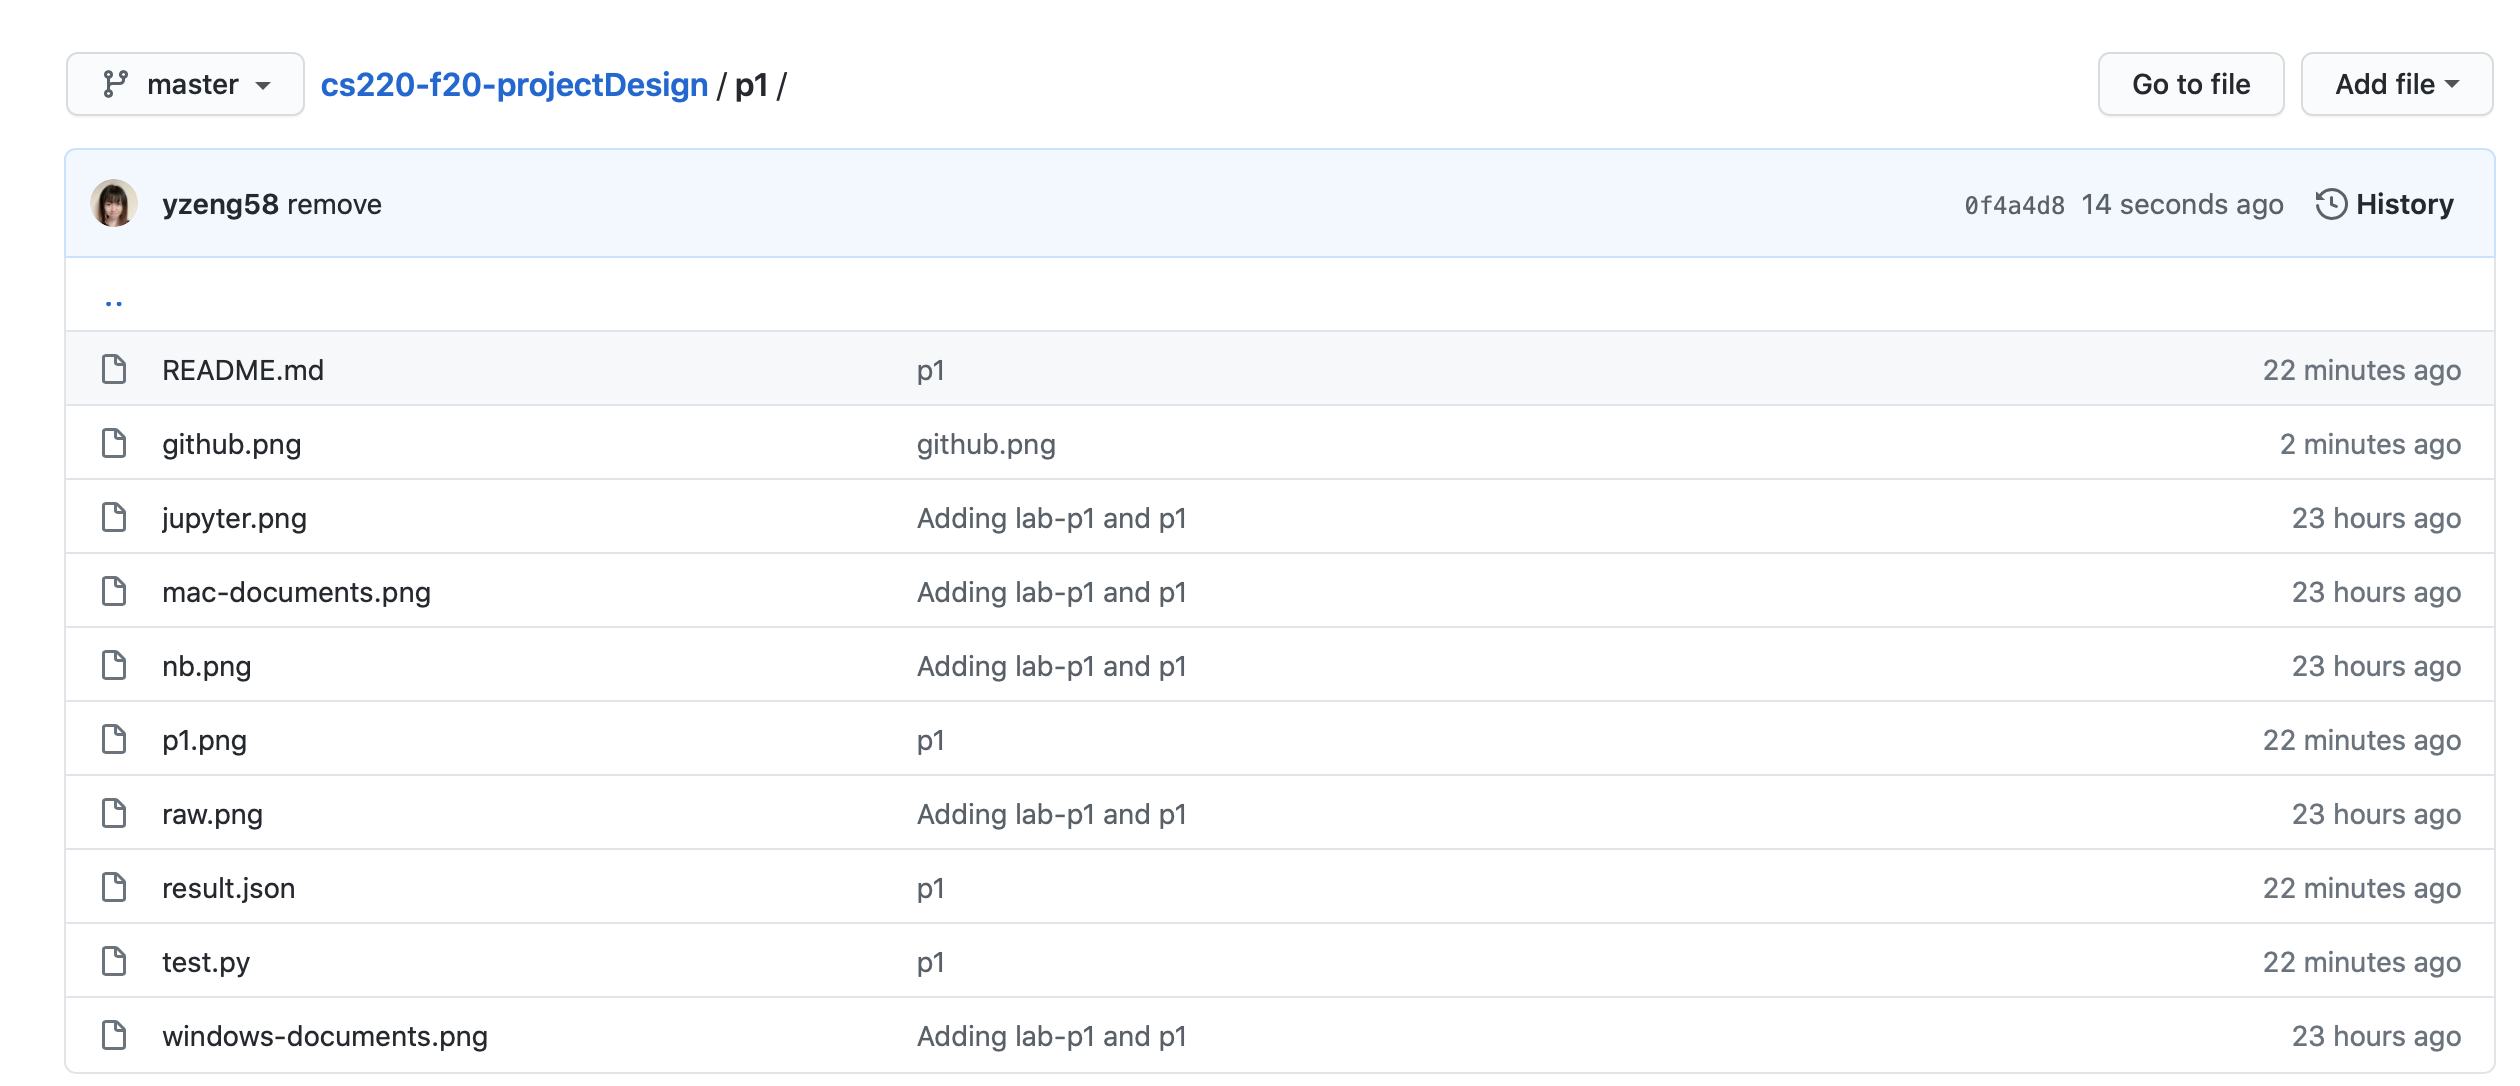 master cs220-f20-projectDesign / p1 / Go to file Add file
yzeng58 remove 0f4a4d8 14 seconds ago History
..
README.md p1 22 minutes ago
github.png github.png 2 minutes ago
jupyter.png Adding lab-p1 and p1 23 hours ago
mac-documents.png Adding lab-p1 and p1 23 hours ago
nb.png Adding lab-p1 and p1 23 hours ago
p1.png p1 22 minutes ago
raw.png Adding lab-p1 and p1 23 hours ago
result.json p1 22 minutes ago
test.py p1 22 minutes ago
windows-documents.png Adding lab-p1 and p1 23 hours ago